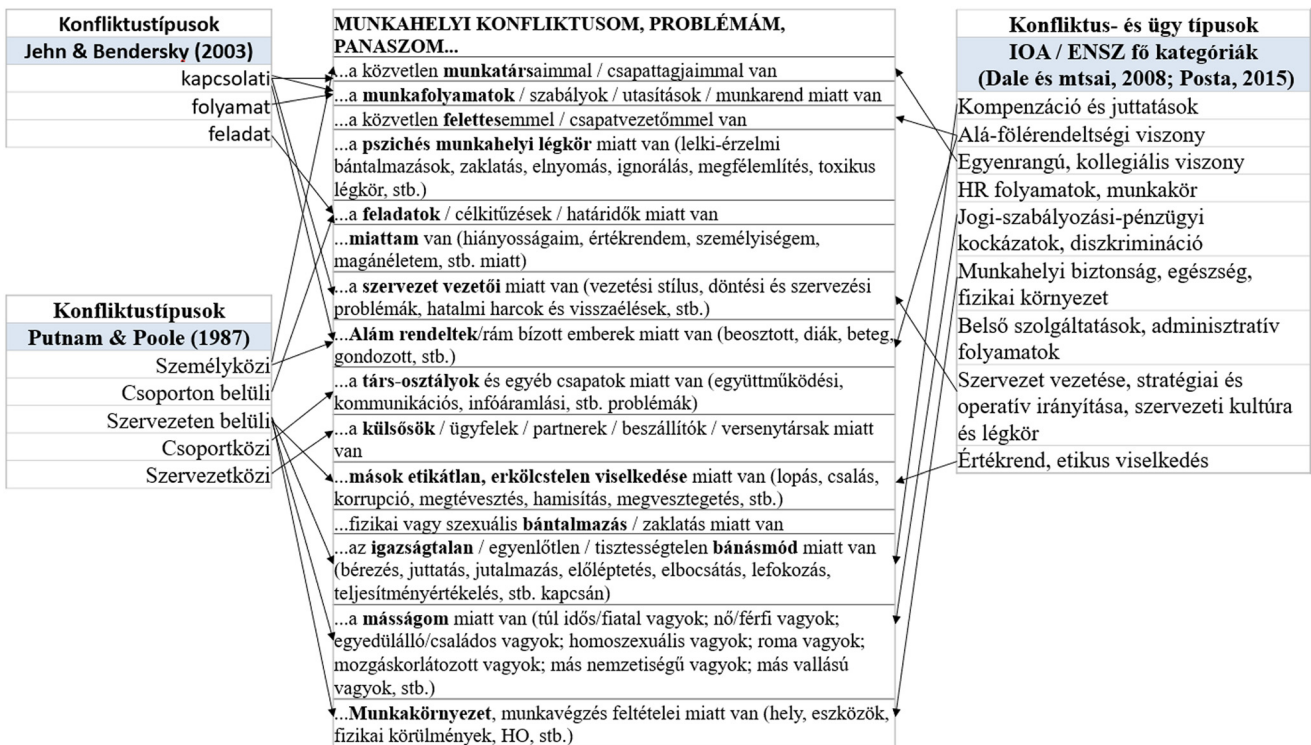 Konfliktustípusok
Jehn & Bendersky (2003)
kapcsolati
folyamat
feladat
Konfliktustípusok
Putnam & Poole (1987)
Személyközi
Csoporton belüli
Szervezeten belüli
Csoportközi
Szervezetközi
MUNKAHELYI KONFLIKTUSOM, PROBLÉMÁM,
PANASZOM...
...a közvetlen munkatársaimmal / csapattagjaimmal van
...a munkafolyamatok / szabályok / utasítások / munkarend miatt van
...a közvetlen felettesemmel / csapatvezetőmmel van
...a pszichés munkahelyi légkör miatt van (lelki-érzelmi
bántalmazások, zaklatás, elnyomás, ignorálás, megfélemlítés, toxikus
légkör, stb.)
...a feladatok / célkitűzések / határidők miatt van
...miattam van (hiányosságaim, értékrendem, személyiségem,
magánéletem, stb. miatt)
...a szervezet vezetői miatt van (vezetési stílus, döntési és szervezési
problémák, hatalmi harcok és visszaélések, stb.)
...Alám rendeltek/rám bízott emberek miatt van (beosztott, diák, beteg,
gondozott, stb.)
...a társ-osztályok és egyéb csapatok miatt van (együttműködési,
kommunikációs, infóáramlási, stb. problémák)
...a külsősök / ügyfelek / partnerek / beszállítók / versenytársak miatt
van
...mások etikátlan, erkölcstelen viselkedése miatt van (lopás, csalás,
korrupció, megtévesztés, hamisítás, megvesztegetés, stb.)
...fizikai vagy szexuális bántalmazás / zaklatás miatt van
...az igazságtalan / egyenlőtlen / tisztességtelen bánásmód miatt van
(bérezés, juttatás, jutalmazás, előléptetés, elbocsátás, lefokozás,
teljesítményértékelés, stb. kapcsán)
...a másságom miatt van (túl idős/fiatal vagyok; nő/férfi vagyok;
egyedülálló/családos vagyok; homoszexuális vagyok; roma vagyok;
mozgáskorlátozott vagyok; más nemzetiségű vagyok; más vallású
vagyok, stb.)
...Munkakörnyezet, munkavégzés feltételei miatt van (hely, eszközök,
fizikai körülmények, HO, stb.)
Konfliktus- és ügy típusok
IOA / ENSZ fő kategóriák
(Dale és mtsai, 2008; Posta, 2015)
Kompenzáció és juttatások
Alá-fölérendeltségi viszony
Egyenrangú, kollegiális viszony
HR folyamatok, munkakör
Jogi-szabályozási-pénzügyi
kockázatok, diszkrimináció
Munkahelyi biztonság, egészség,
fizikai környezet
Belső szolgáltatások, adminisztratív
folyamatok
Szervezet vezetése, stratégiai és
operatív irányítása, szervezeti kultúra
és légkör
Értékrend, etikus viselkedés